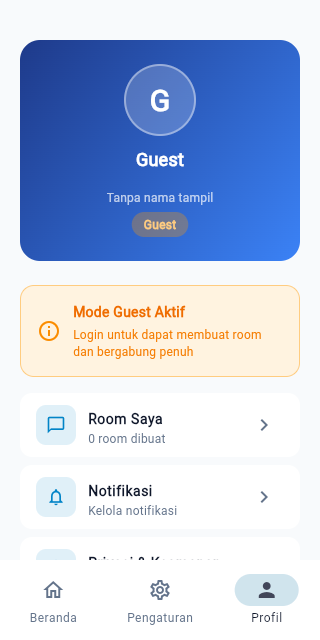 G
Guest
Tanpa nama tampil
Guest
Mode Guest Aktif
Login untuk dapat membuat room
dan bergabung penuh
Room Saya
0 room dibuat
Notifikasi
Kelola notifikasi
Beranda
Pengaturan
Profil